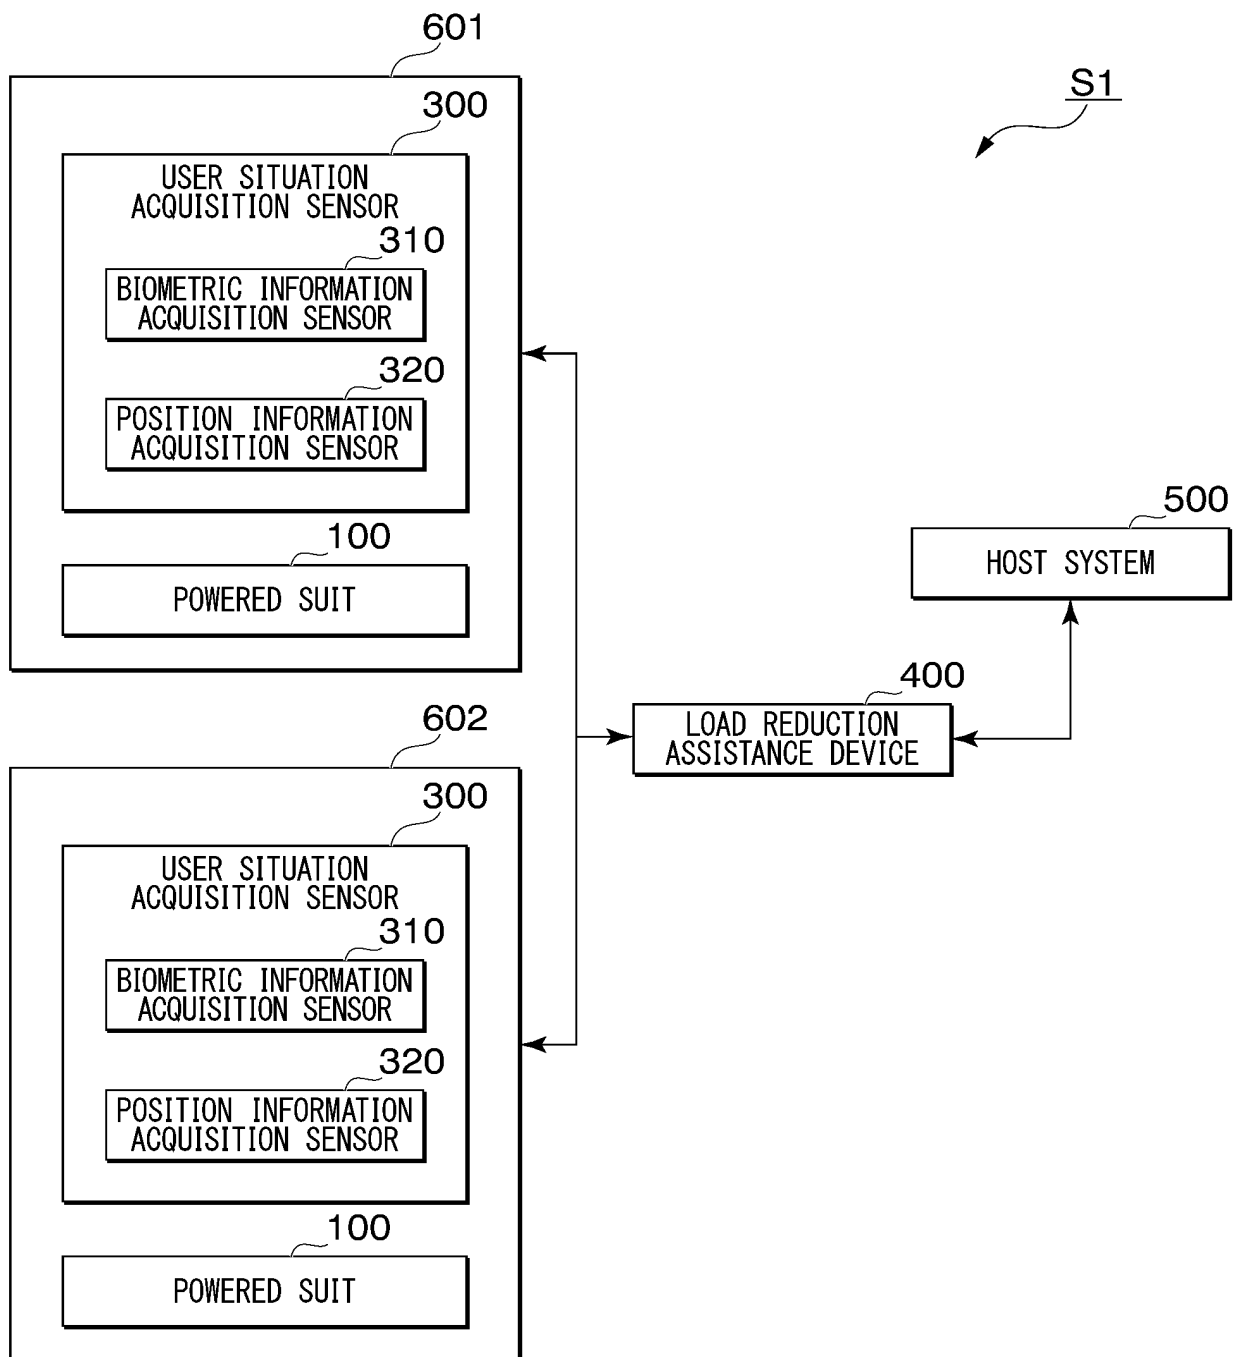 601
S1
300
USER SITUATION
ACQUISITION SENSOR
310
BIOMETRIC INFORMATION
ACQUISITION SENSOR
320
POSITION INFORMATION
ACQUISITION SENSOR
100
POWERED SUIT
500
HOST SYSTEM
400
LOAD REDUCTION
ASSISTANCE DEVICE
602
300
USER SITUATION
ACQUISITION SENSOR
310
BIOMETRIC INFORMATION
ACQUISITION SENSOR
320
POSITION INFORMATION
ACQUISITION SENSOR
100
POWERED SUIT